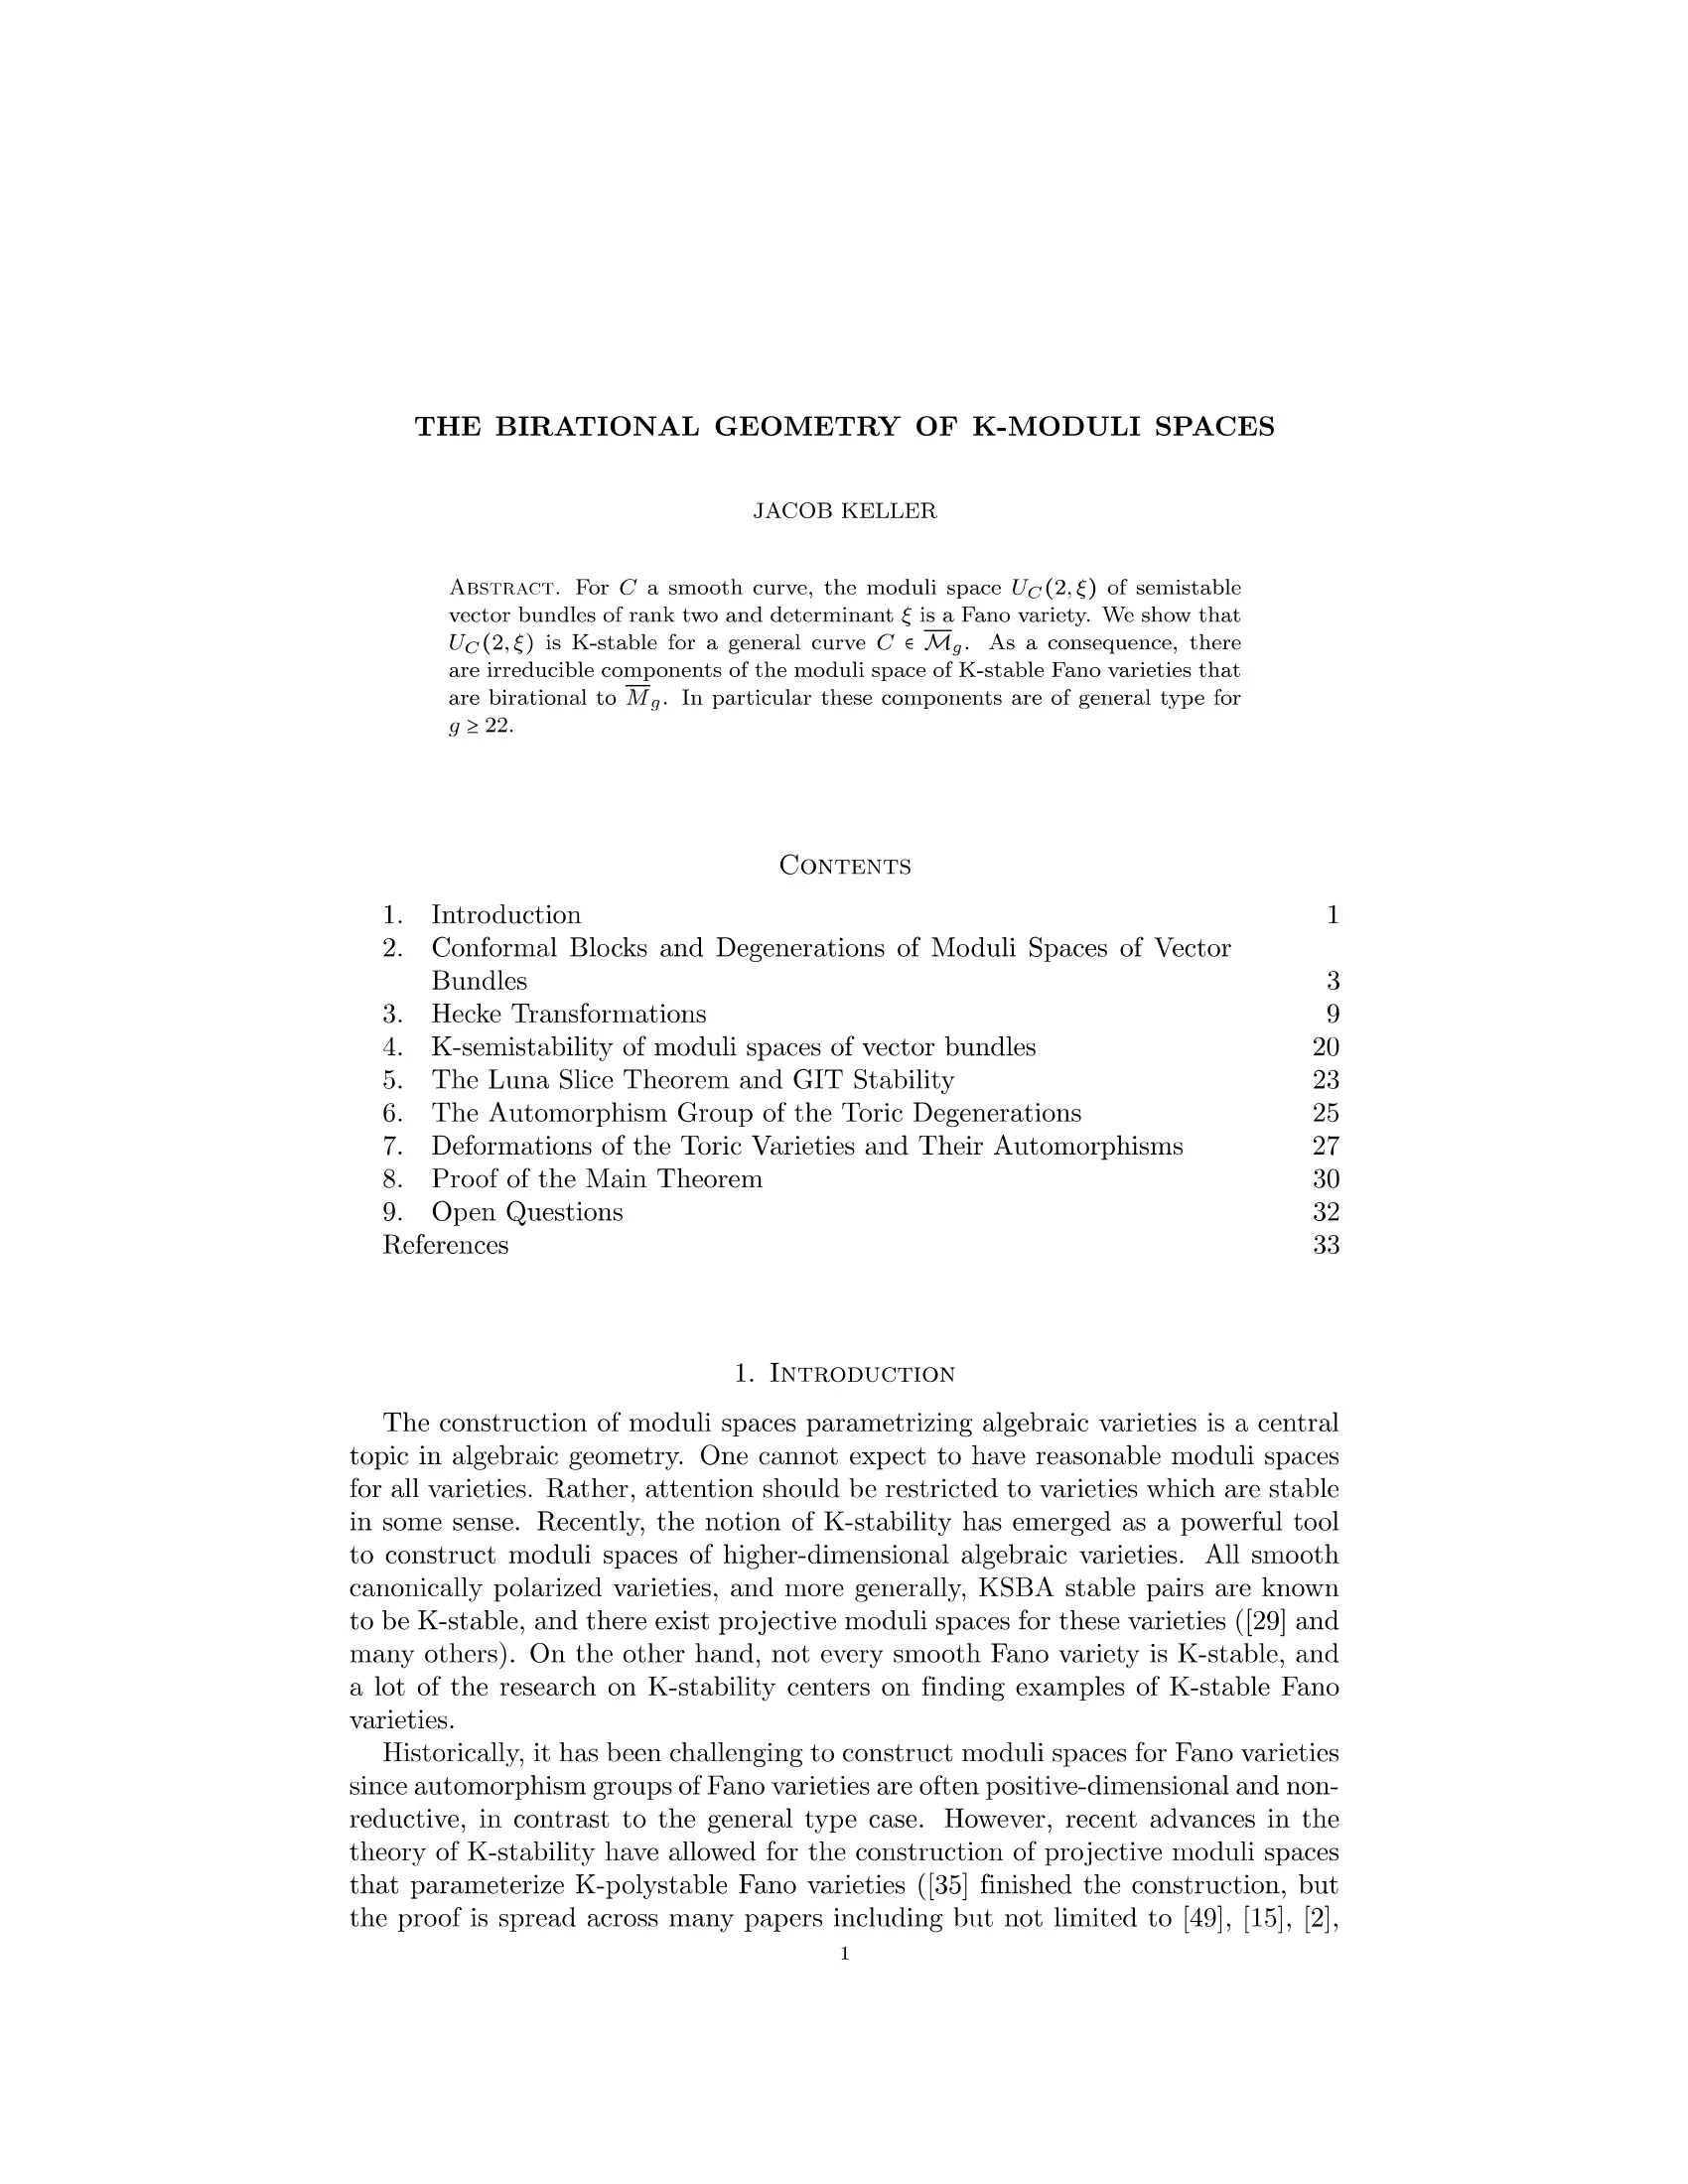 THE BIRATIONAL GEOMETRY OF K-MODULI SPACES
JACOB KELLER
Abstract. For C a smooth curve, the moduli space U_C(2, ξ) of semistable
vector bundles of rank two and determinant ξ is a Fano variety. We show that
U_C(2, ξ) is K-stable for a general curve C ∈ \overline{\mathcal{M}}_g. As a consequence, there
are irreducible components of the moduli space of K-stable Fano varieties that
are birational to \overline{M}_g. In particular these components are of general type for
g ≥ 22.
Contents
1. Introduction 1
2. Conformal Blocks and Degenerations of Moduli Spaces of Vector
Bundles 3
3. Hecke Transformations 9
4. K-semistability of moduli spaces of vector bundles 20
5. The Luna Slice Theorem and GIT Stability 23
6. The Automorphism Group of the Toric Degenerations 25
7. Deformations of the Toric Varieties and Their Automorphisms 27
8. Proof of the Main Theorem 30
9. Open Questions 32
References 33
1. Introduction
The construction of moduli spaces parametrizing algebraic varieties is a central
topic in algebraic geometry. One cannot expect to have reasonable moduli spaces
for all varieties. Rather, attention should be restricted to varieties which are stable
in some sense. Recently, the notion of K-stability has emerged as a powerful tool
to construct moduli spaces of higher-dimensional algebraic varieties. All smooth
canonically polarized varieties, and more generally, KSBA stable pairs are known
to be K-stable, and there exist projective moduli spaces for these varieties ([29] and
many others). On the other hand, not every smooth Fano variety is K-stable, and
a lot of the research on K-stability centers on finding examples of K-stable Fano
varieties.
Historically, it has been challenging to construct moduli spaces for Fano varieties
since automorphism groups of Fano varieties are often positive-dimensional and non-
reductive, in contrast to the general type case. However, recent advances in the
theory of K-stability have allowed for the construction of projective moduli spaces
that parameterize K-polystable Fano varieties ([35] finished the construction, but
the proof is spread across many papers including but not limited to [49], [15], [2],
1